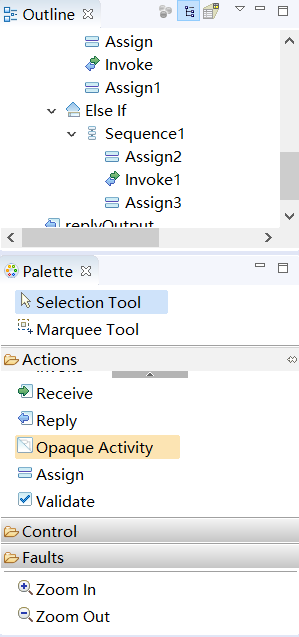 Outline
Assign
Invoke
Assign1
Else If
Sequence1
Assign2
Invoke1
Assign3
replyOutput
Palette
Selection Tool
Marquee Tool
Actions
Invoke
Receive
Reply
Opaque Activity
Assign
Validate
Control
Faults
Zoom In
Zoom Out